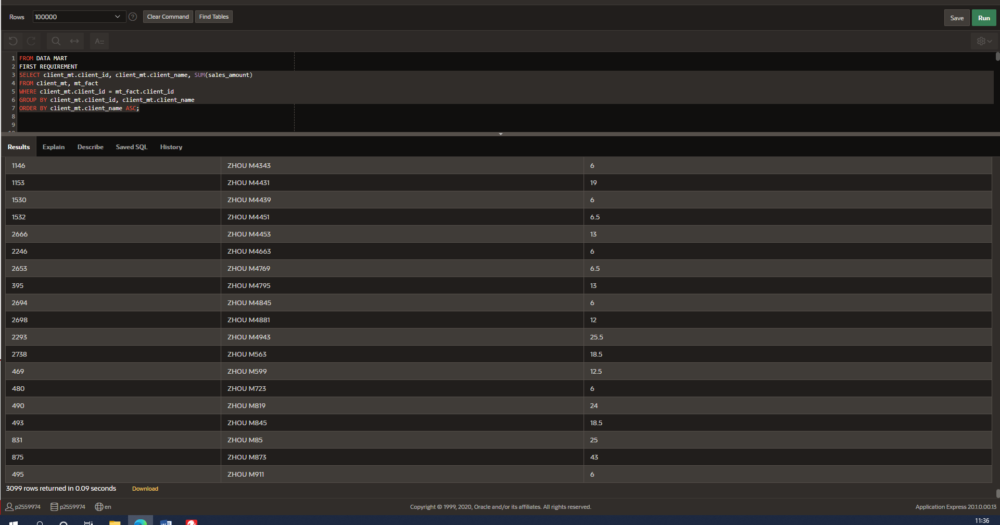 Rows 100000 Clear Command Find Tables Save Run
1 FROM DATA MART
2 FIRST REQUIREMENT
3 SELECT client_mt.client_id, client_mt.client_name, SUM(sales_amount)
4 FROM client_mt, mt_fact
5 WHERE client_mt.client_id = mt_fact.client_id
6 GROUP BY client_mt.client_id, client_mt.client_name
7 ORDER BY client_mt.client_name ASC;
8
9
Results Explain Describe Saved SQL History
1146 ZHOU M4343 6
1153 ZHOU M4431 19
1530 ZHOU M4439 6
1532 ZHOU M4451 6.5
2666 ZHOU M4453 13
2246 ZHOU M4663 6
2653 ZHOU M4769 6.5
395 ZHOU M4795 13
2694 ZHOU M4845 6
2698 ZHOU M4881 12
2293 ZHOU M4943 25.5
2738 ZHOU M563 18.5
469 ZHOU M599 12.5
480 ZHOU M723 6
490 ZHOU M819 24
493 ZHOU M845 18.5
831 ZHOU M85 25
875 ZHOU M873 43
495 ZHOU M911 6
3099 rows returned in 0.09 seconds Download
p2559974 p2559974 en Copyright © 1999, 2020, Oracle and/or its affiliates. All rights reserved. Application Express 20.1.0.00.13
11:36